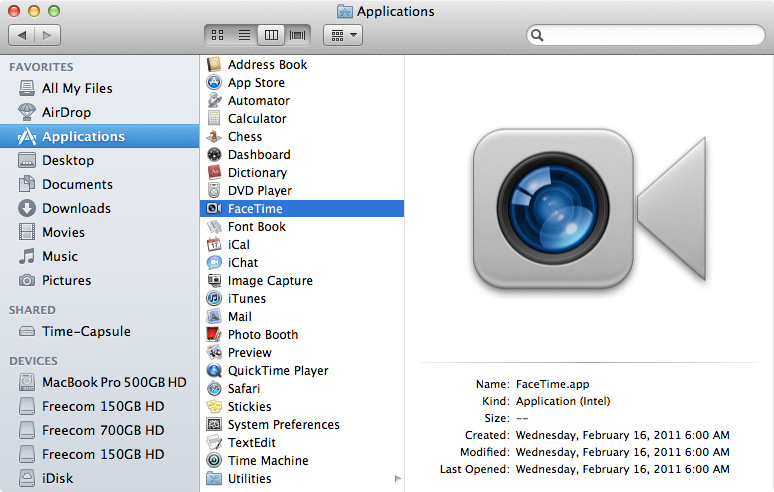 Applications
FAVORITES
All My Files
AirDrop
Applications
Desktop
Documents
Downloads
Movies
Music
Pictures
SHARED
Time-Capsule
DEVICES
MacBook Pro 500GB HD
Freecom 150GB HD
Freecom 700GB HD
Freecom 150GB HD
iDisk
Address Book
App Store
Automator
Calculator
Chess
Dashboard
Dictionary
DVD Player
FaceTime
Font Book
iCal
iChat
Image Capture
iTunes
Mail
Photo Booth
Preview
QuickTime Player
Safari
Stickies
System Preferences
TextEdit
Time Machine
Utilities
Name: FaceTime.app
Kind: Application (Intel)
Size: --
Created: Wednesday, February 16, 2011 6:00 AM
Modified: Wednesday, February 16, 2011 6:00 AM
Last Opened: Wednesday, February 16, 2011 6:00 AM